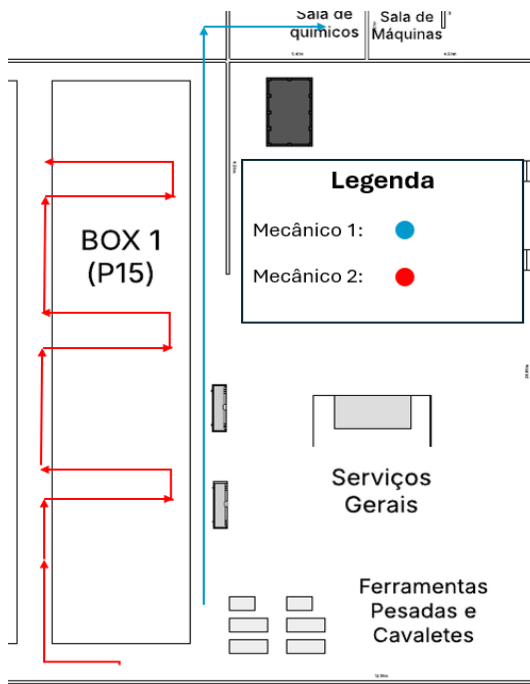 Sala de
químicos
Sala de
Máquinas
Legenda
Mecânico 1:
Mecânico 2:
BOX 1
(P15)
Serviços
Gerais
Ferramentas
Pesadas e
Cavaletes